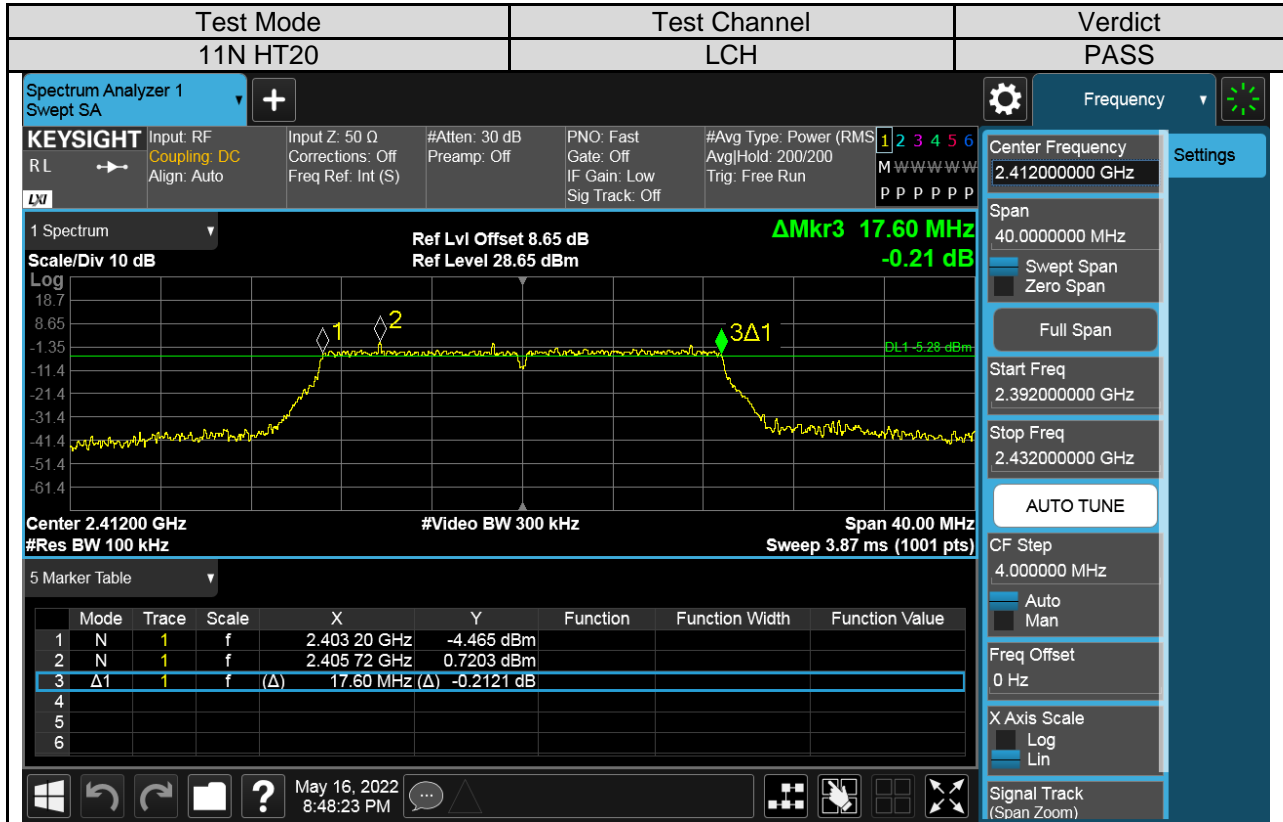 Test Mode Test Channel Verdict
11N HT20 LCH PASS
Spectrum Analyzer 1
Swept SA
+
Frequency
KEYSIGHT Input: RF Input Z: 50 Ω #Atten: 30 dB PNO: Fast #Avg Type: Power (RMS 1 2 3 4 5 6
RL Coupling: DC Corrections: Off Preamp: Off Gate: Off Avg|Hold: 200/200 M W W W W W
Align: Auto Freq Ref: Int (S) IF Gain: Low Trig: Free Run
LXI Sig Track: Off P P P P P P
1 Spectrum Ref Lvl Offset 8.65 dB ΔMkr3 17.60 MHz
Scale/Div 10 dB Ref Level 28.65 dBm -0.21 dB
Log
18.7
8.65
-1.35
-11.4
-21.4
-31.4
-41.4
-51.4
-61.4
1 2 3Δ1
DL1 -5.28 dBm
Center 2.41200 GHz #Video BW 300 kHz Span 40.00 MHz
#Res BW 100 kHz Sweep 3.87 ms (1001 pts)
5 Marker Table
Mode Trace Scale X Y Function Function Width Function Value
1 N 1 f 2.403 20 GHz -4.465 dBm
2 N 1 f 2.405 72 GHz 0.7203 dBm
3 Δ1 1 f (Δ) 17.60 MHz (Δ) -0.2121 dB
4
5
6
?
May 16, 2022
8:48:23 PM
Center Frequency
2.412000000 GHz
Settings
Span
40.0000000 MHz
Swept Span
Zero Span
Full Span
Start Freq
2.392000000 GHz
Stop Freq
2.432000000 GHz
AUTO TUNE
CF Step
4.000000 MHz
Auto
Man
Freq Offset
0 Hz
X Axis Scale
Log
Lin
Signal Track
(Span Zoom)